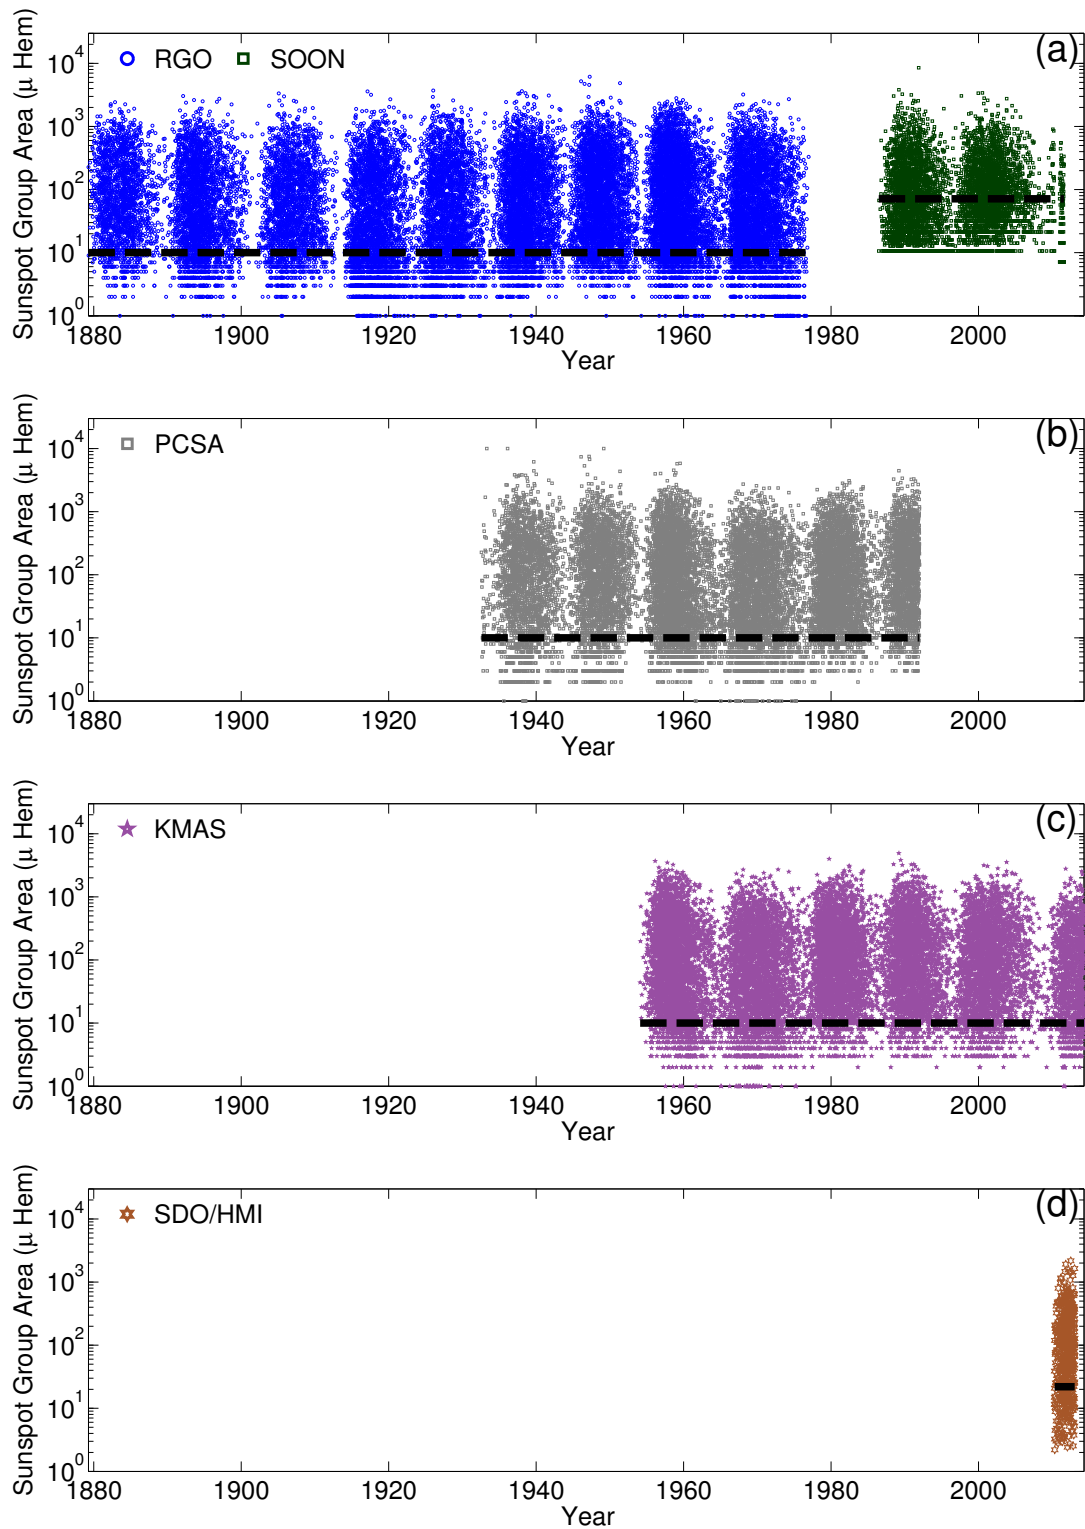 (a)
RGO SOON
Sunspot Group Area (μ Hem)
10^4
10^3
10^2
10^1
10^0
1880 1900 1920 1940 1960 1980 2000
Year
(b)
PCSA
Sunspot Group Area (μ Hem)
10^4
10^3
10^2
10^1
10^0
1880 1900 1920 1940 1960 1980 2000
Year
(c)
KMAS
Sunspot Group Area (μ Hem)
10^4
10^3
10^2
10^1
10^0
1880 1900 1920 1940 1960 1980 2000
Year
(d)
SDO/HMI
Sunspot Group Area (μ Hem)
10^4
10^3
10^2
10^1
10^0
1880 1900 1920 1940 1960 1980 2000
Year